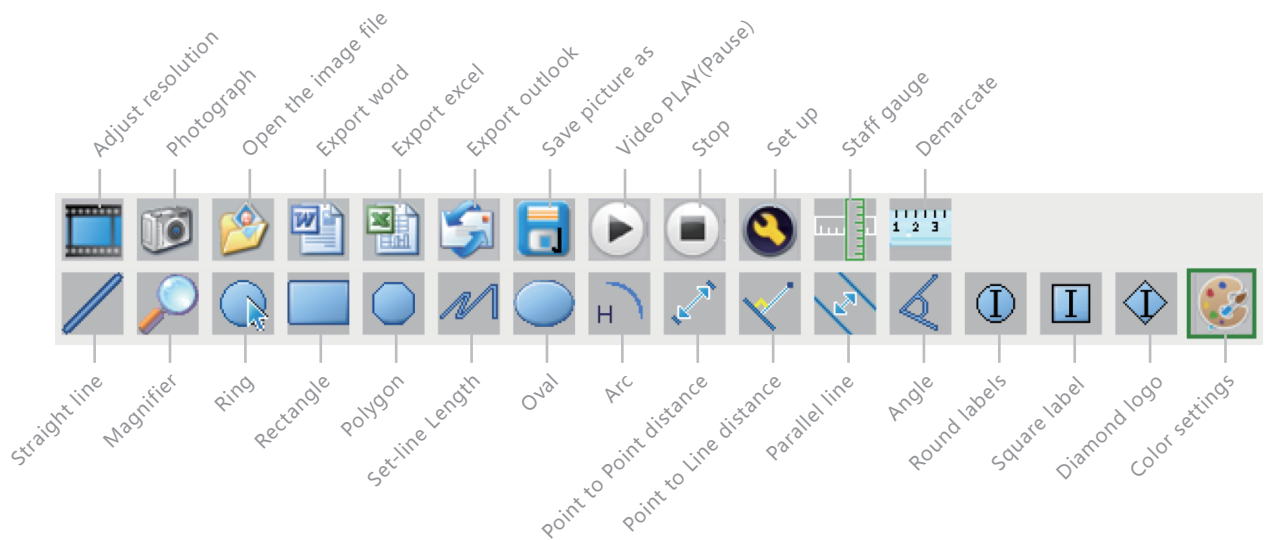 Adjust resolution
Photograph
Open the image file
Export word
Export excel
Export outlook
Save picture as
Video PLAY(Pause)
Stop
Set up
Staff gauge
Demarcate
W
X
1 2 3
H
I
I
I
Straight line
Magnifier
Ring
Rectangle
Polygon
Set-line Length
Oval
Arc
Point to Point distance
Point to Line distance
Parallel line
Angle
Round labels
Square label
Diamond logo
Color settings